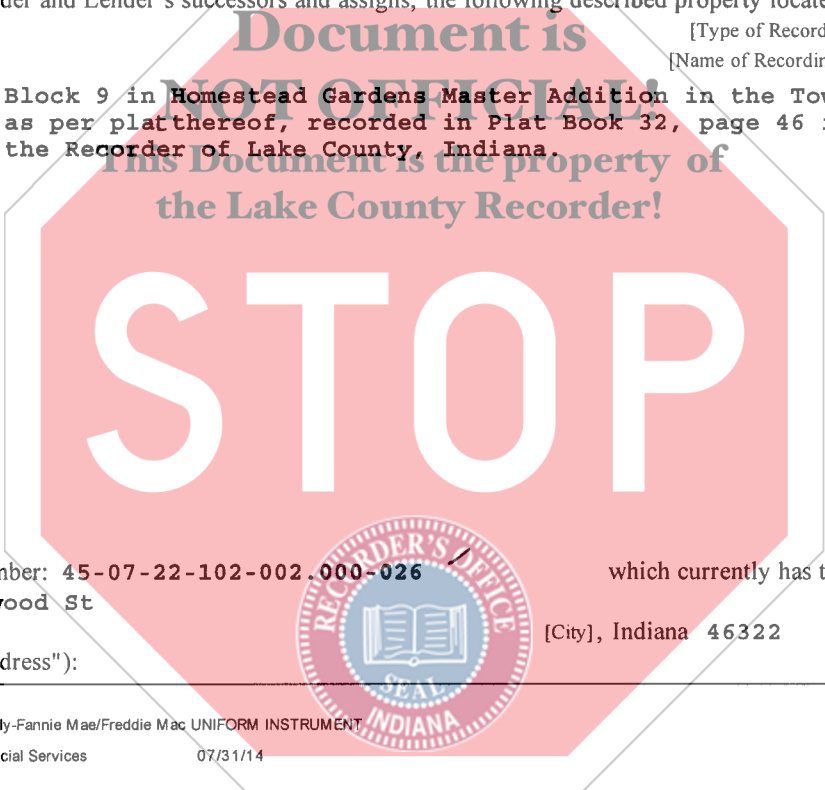 der and Lender's successors and assigns, the following described property locate
Document is
[Type of Record
[Name of Recordin
NOT OFFICIAL!
Block 9 in Homestead Gardens Master Addition in the Tow
as per plat thereof, recorded in Plat Book 32, page 46 i
the Recorder of Lake County, Indiana.
This Document is the property of
the Lake County Recorder!
STOP
RECORDER'S OFFICE
SEAL
INDIANA
nber: 45-07-22-102-002.000-026 which currently has t
ood St
[City], Indiana 46322
dress"):
ly-Fannie Mae/Freddie Mac UNIFORM INSTRUMENT
cial Services 07/31/14